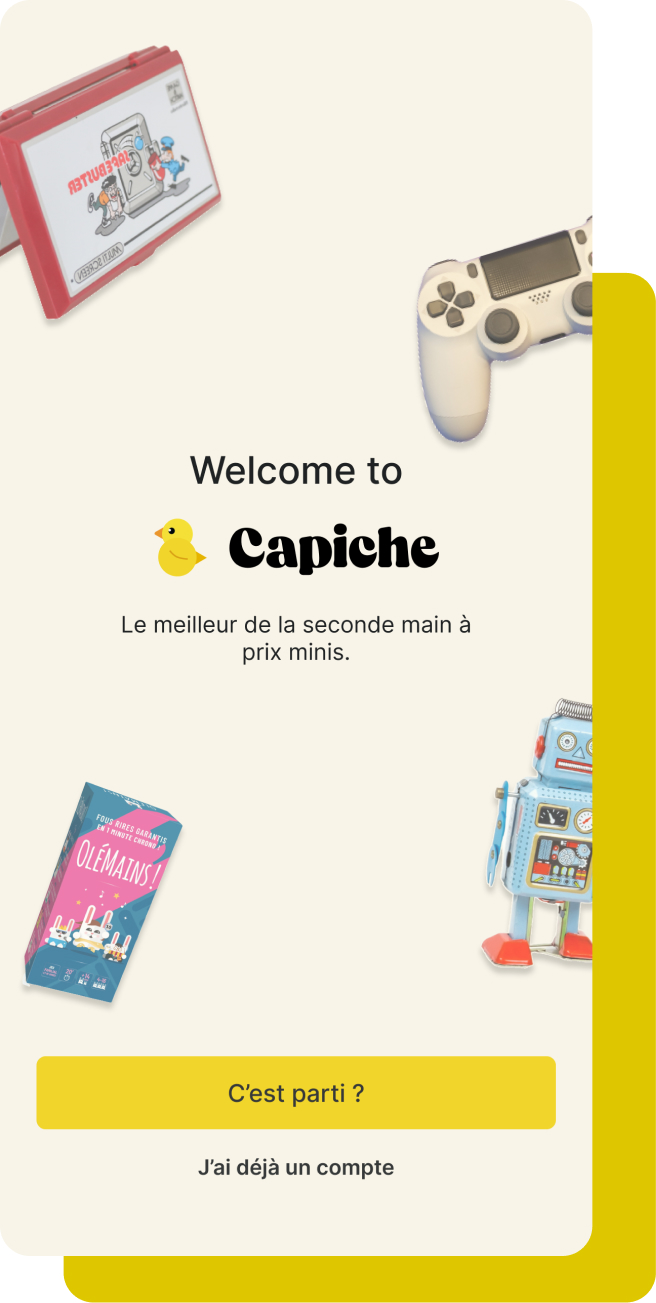 SAFEBUSTER
MULTI SCREEN
Welcome to
Capiche
Le meilleur de la seconde main à
prix minis.
FOUS RIRES GARANTIS
EN 1 MINUTE CHRONO !
OLÉMAINS !
C’est parti ?
J’ai déjà un compte